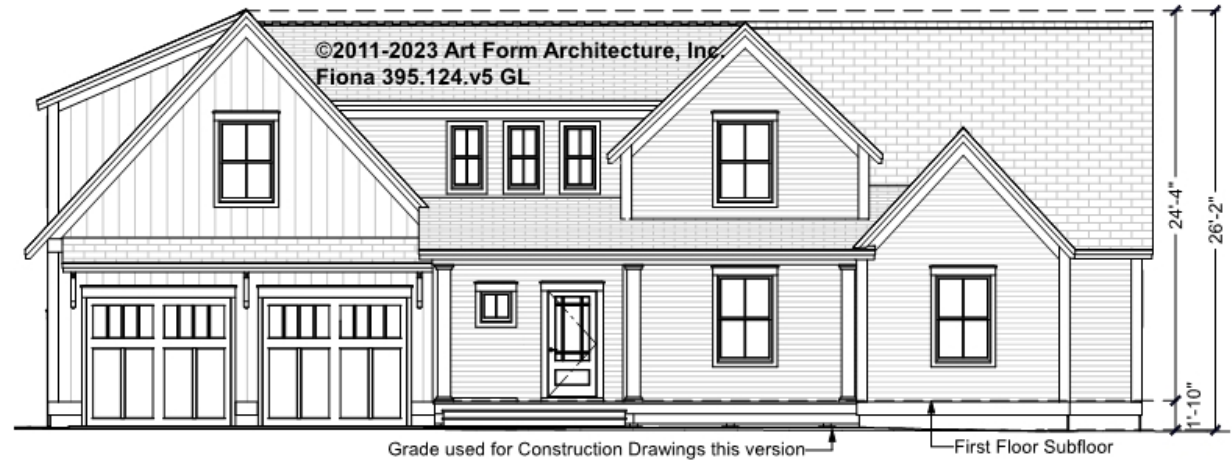 ©2011-2023 Art Form Architecture, Inc.
Fiona 395.124.v5 GL
24'-4"
26'-2"
1'-10"
Grade used for Construction Drawings this version
First Floor Subfloor